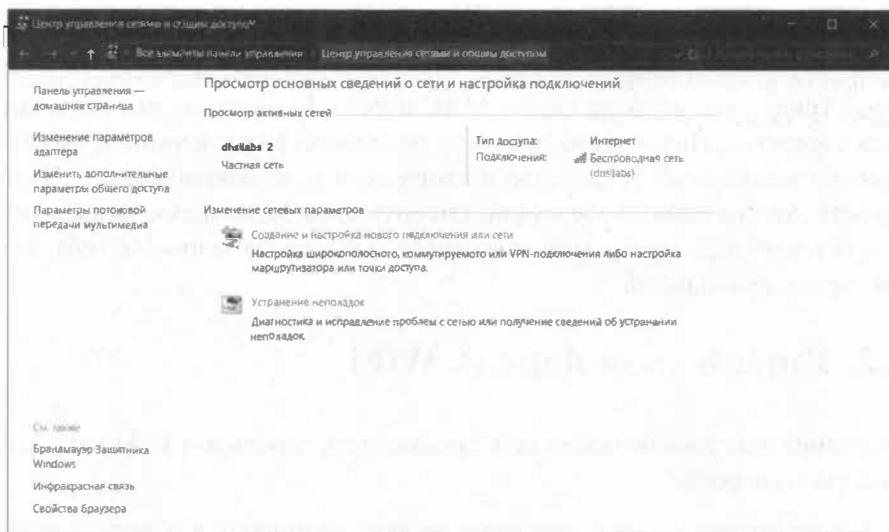 Центр управления сетями и общим доступом
Все элементы панели управления
Центр управления сетями и общим доступом
Панель управления —
домашняя страница
Изменение параметров
адаптера
Изменить дополнительные
параметры общего доступа
Параметры потоковой
передачи мультимедиа
Просмотр основных сведений о сети и настройка подключений
Просмотр активных сетей
dhsilabs 2
Частная сеть
Тип доступа: Интернет
Подключения: Беспроводная сеть
(dhsilabs)
Изменение сетевых параметров
Создание и настройка нового подключения или сети
Настройка широкополосного, коммутируемого или VPN-подключения либо настройка
маршрутизатора или точки доступа.
Устранение неполадок
Диагностика и исправление проблем с сетью или получение сведений об устранении
неполадок.
См. также
Брандмауэр Защитника
Windows
Инфракрасная связь
Свойства браузера